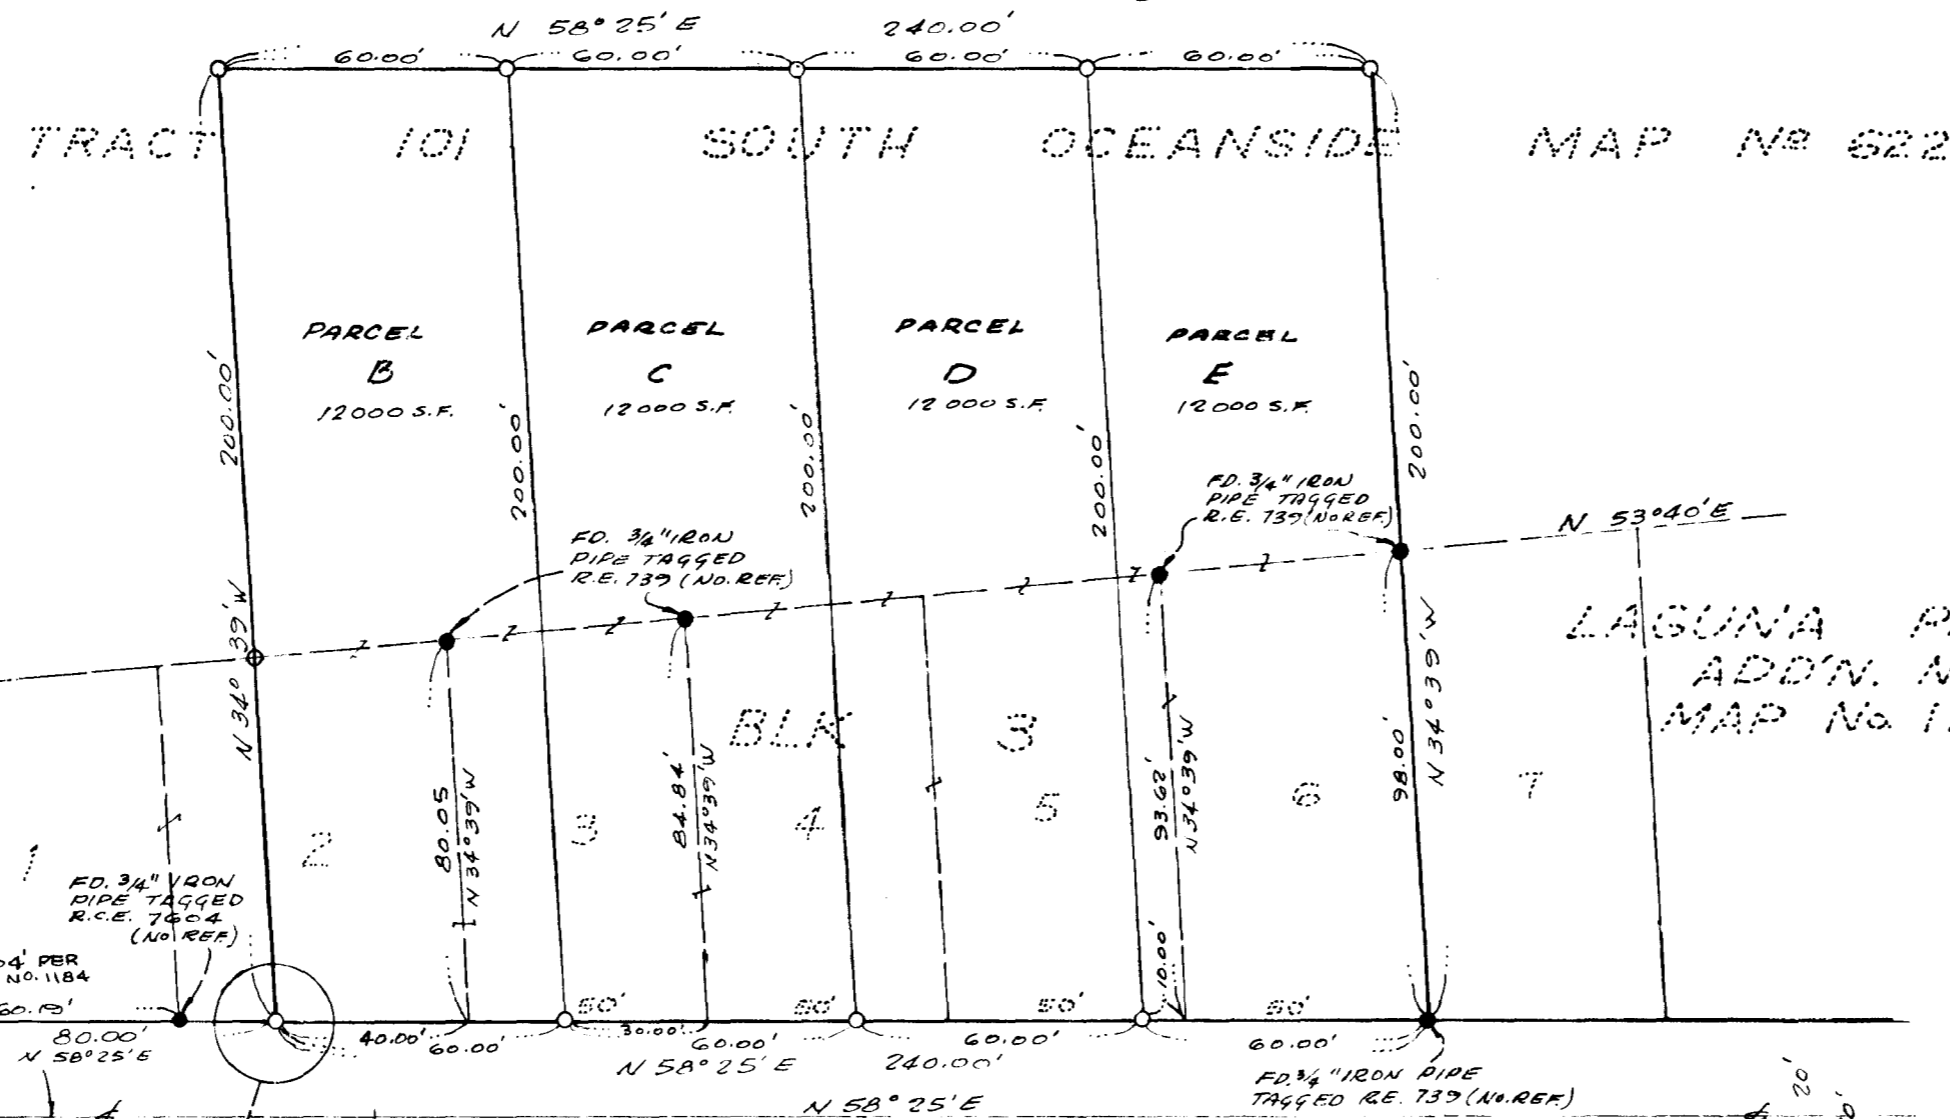 N 58° 25' E 240.00'
60.00' 60.00' 60.00' 60.00'
TRACT 101 SOUTH OCEANSIDE MAP Nº 622
PARCEL
B
12000 S.F.
PARCEL
C
12000 S.F.
PARCEL
D
12000 S.F.
PARCEL
E
12000 S.F.
200.00'
200.00'
200.00'
200.00'
200.00'
FD. 3/4" IRON
PIPE TAGGED
R.E. 739 (NO REF.)
N 53°40' E
FD. 3/4" IRON
PIPE TAGGED
R.E. 739 (NO. REF.)
N 34° 39' W
LAGUNA
ADD'N.
MAP No.
BLK 3
80.05
N 34°39' W
84.84'
N 34°39' W
93.62'
N 34°39' W
98.00'
N 34°39' W
1 2 3 4 5 6 7
FD. 3/4" IRON
PIPE TAGGED
R.C.E. 7604
(NO REF.)
PER
NO. 1184
80.00'
N 58°25' E
10.00'
50' 50' 50' 50'
40.00' 30.00'
60.00' 60.00' 60.00' 60.00'
N 58°25' E 240.00'
FD. 3/4" IRON PIPE
TAGGED R.E. 739 (NO. REF.)
N 58° 25' E
20'